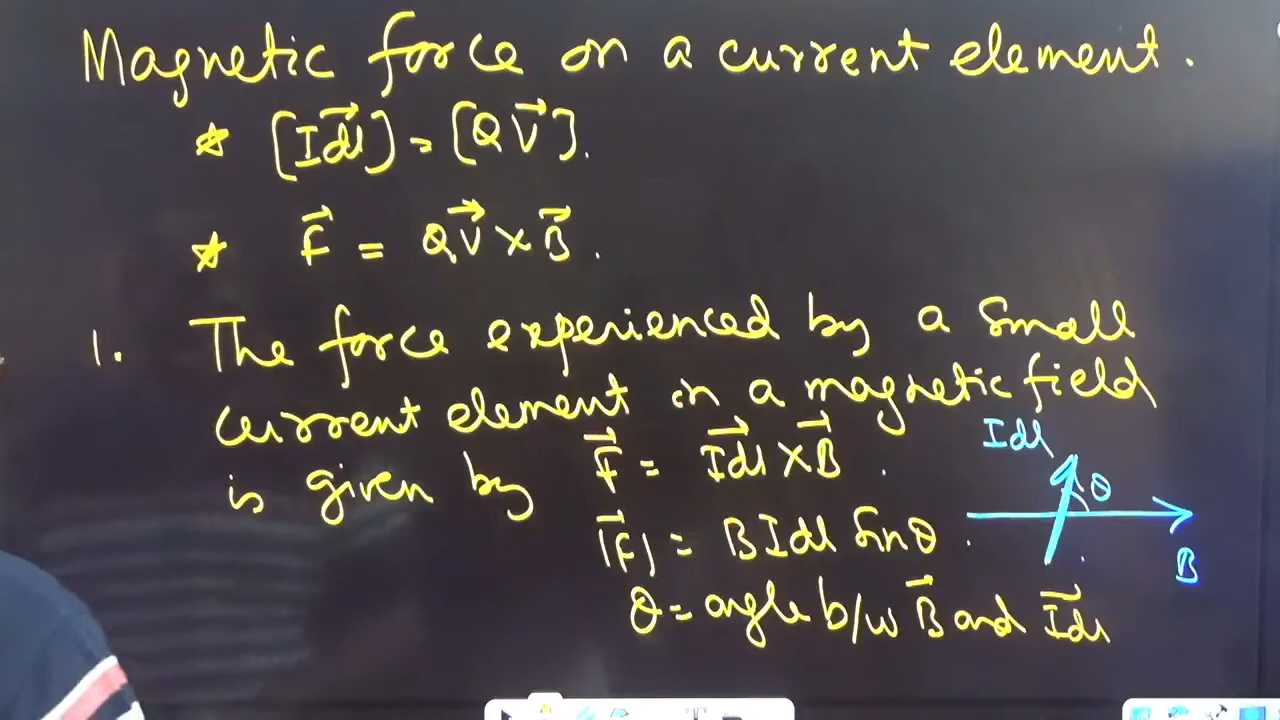 Magnetic force on a current element.
* [Idl⃗] = [QV⃗].
* F⃗ = QV⃗ × B⃗.
1. The force experienced by a small
current element in a magnetic field
is given by F⃗ = Idl⃗ × B⃗.
|F⃗| = BIdl Sinθ.
θ = angle b/w B⃗ and Idl⃗
Idl
θ
B